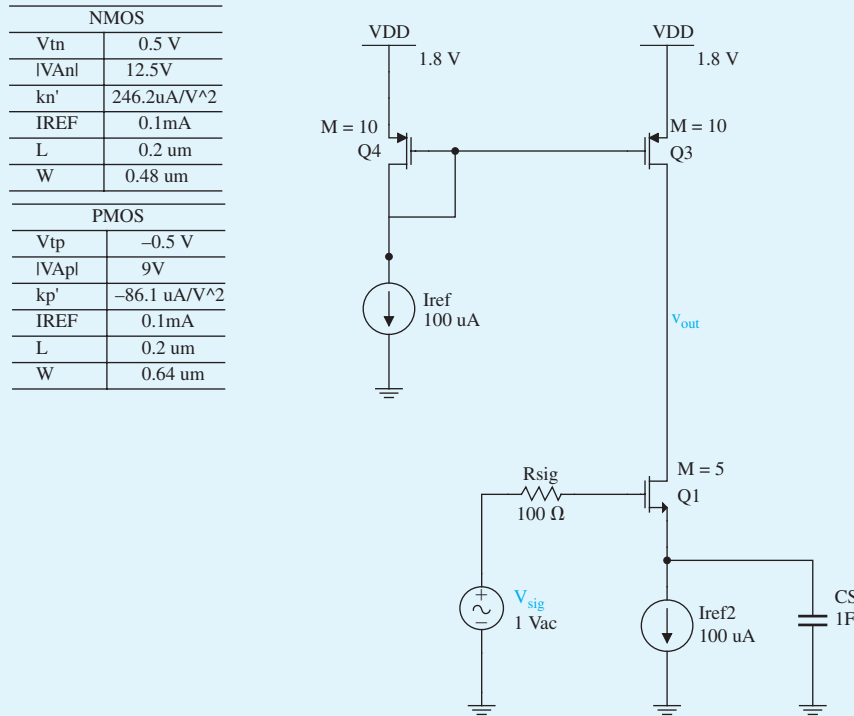 NMOS
Vtn 0.5 V
|VAn| 12.5V
kn' 246.2uA/V^2
IREF 0.1mA
L 0.2 um
W 0.48 um
PMOS
Vtp –0.5 V
|VAp| 9V
kp' –86.1 uA/V^2
IREF 0.1mA
L 0.2 um
W 0.64 um
VDD
1.8 V
VDD
1.8 V
M = 10
Q4
M = 10
Q3
Iref
100 uA
vout
Rsig
100 Ω
M = 5
Q1
+
−
Vsig
1 Vac
Iref2
100 uA
CS
1F